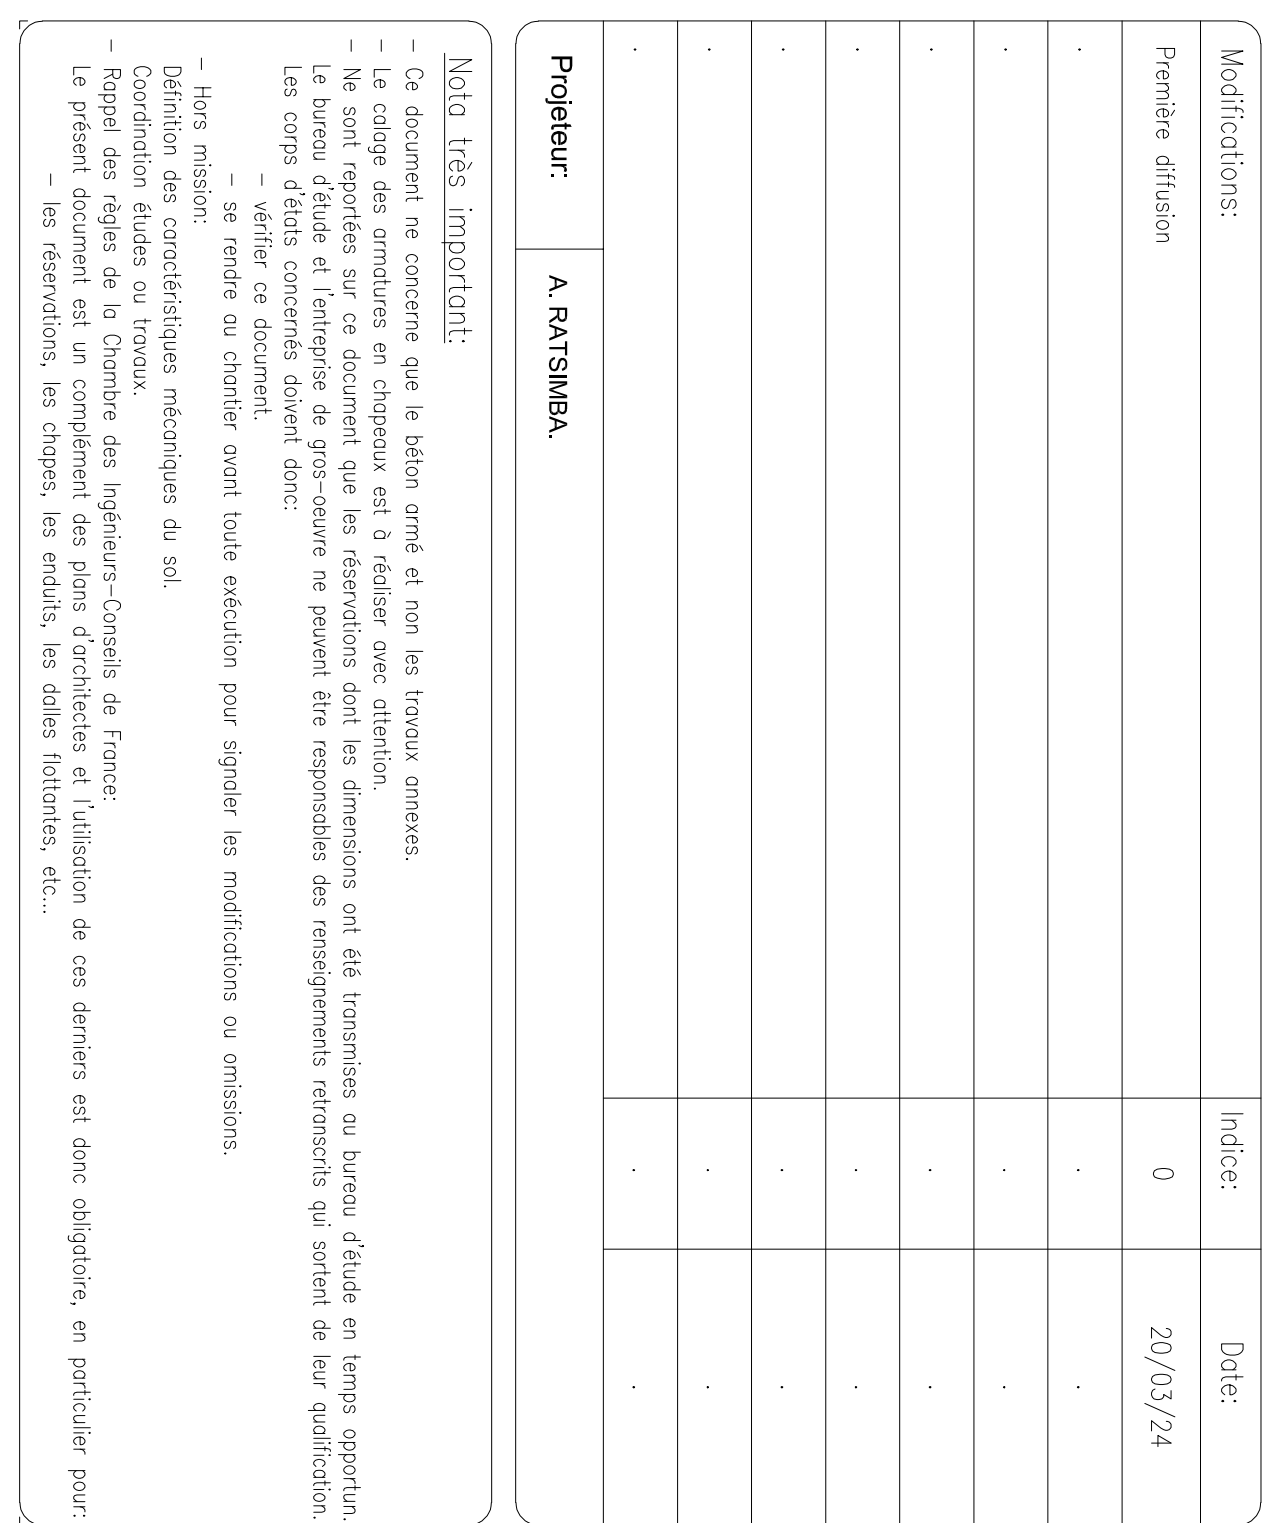 Modifications: Indice: Date:
Première diffusion 0 20/03/24
. . .
. . .
. . .
. . .
. . .
. . .
. . .
Projeteur: A. RATSIMBA.
Nota très important:
- Ce document ne concerne que le béton armé et non les travaux annexes.
- Le calage des armatures en chapeaux est à réaliser avec attention.
- Ne sont reportées sur ce document que les réservations dont les dimensions ont été transmises au bureau d'étude en temps opportun.
Le bureau d'étude et l'entreprise de gros-oeuvre ne peuvent être responsables des renseignements retranscrits qui sortent de leur qualification.
Les corps d'états concernés doivent donc:
- vérifier ce document.
- se rendre au chantier avant toute exécution pour signaler les modifications ou omissions.
- Hors mission:
Définition des caractéristiques mécaniques du sol.
Coordination études ou travaux.
- Rappel des règles de la Chambre des Ingénieurs-Conseils de France:
Le présent document est un complément des plans d'architectes et l'utilisation de ces derniers est donc obligatoire, en particulier pour:
- les réservations, les chapes, les enduits, les dalles flottantes, etc...